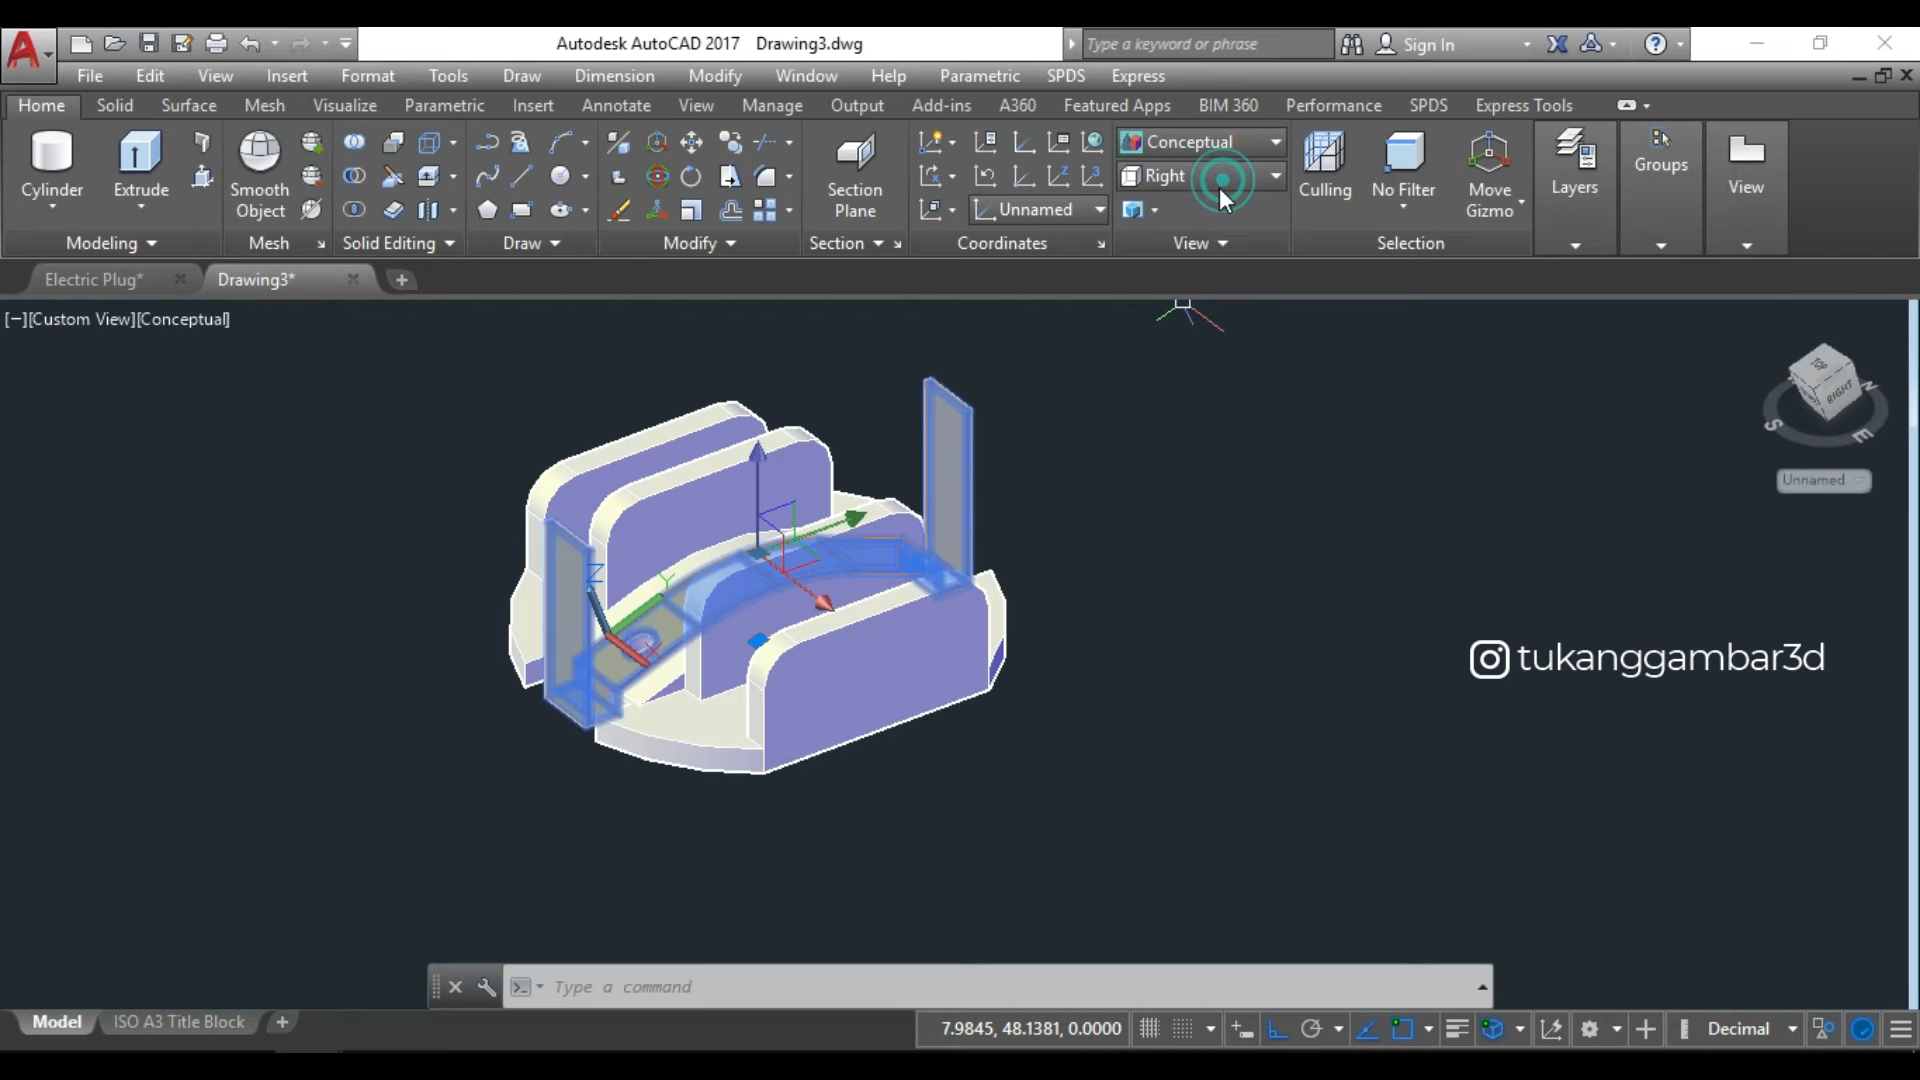 Autodesk AutoCAD 2017 Drawing3.dwg
Type a keyword or phrase
Sign In
File Edit View Insert Format Tools Draw Dimension Modify Window Help Parametric SPDS Express
Home Solid Surface Mesh Visualize Parametric Insert Annotate View Manage Output Add-ins A360 Featured Apps BIM 360 Performance SPDS Express Tools
Conceptual
Right
Cylinder
Extrude
Smooth Object
Section Plane
Unnamed
Culling
No Filter
Move Gizmo
Layers
Groups
View
Modeling Mesh Solid Editing Draw Modify Section Coordinates View Selection
Electric Plug* Drawing3*
[−][Custom View][Conceptual]
TOP
RIGHT
N
S
E
Unnamed
Z
Y
X
tukanggambar3d
Type a command
Model ISO A3 Title Block
7.9845, 48.1381, 0.0000
Decimal